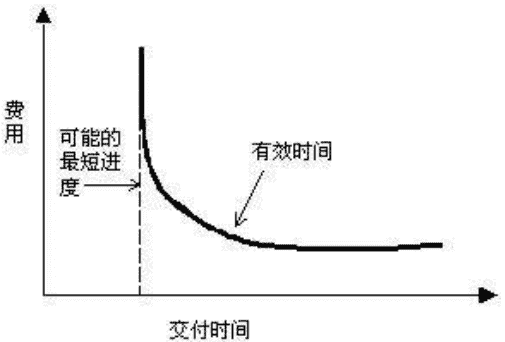 费
用
可能的
最短进
度
有效时间
交付时间